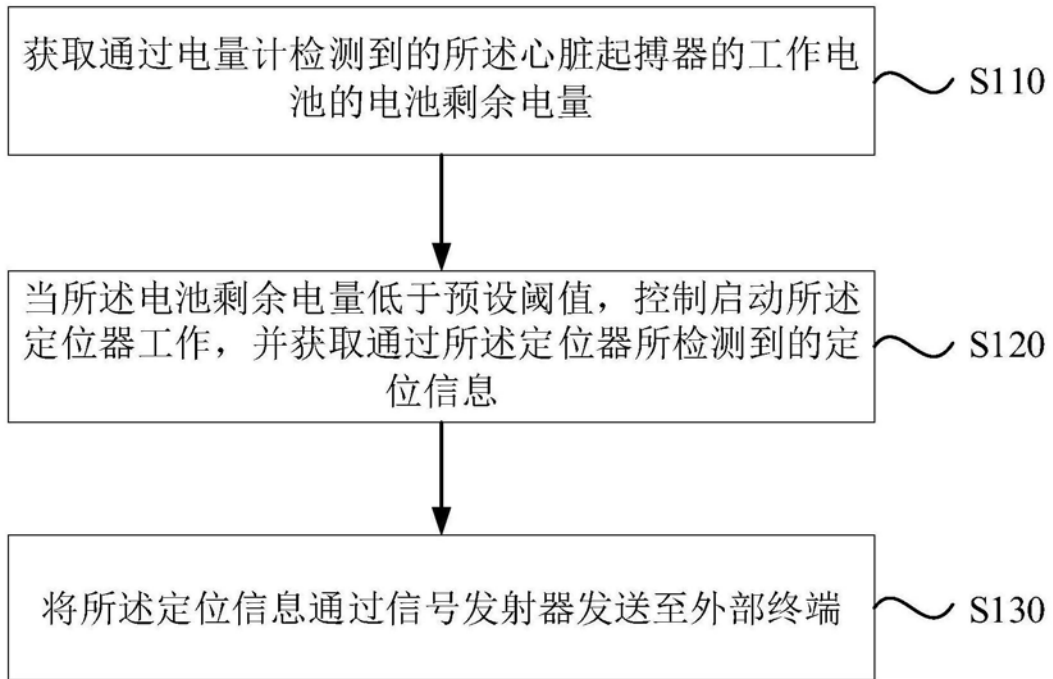 获取通过电量计检测到的所述心脏起搏器的工作电
池的电池剩余电量
S110
当所述电池剩余电量低于预设阈值，控制启动所述
定位器工作，并获取通过所述定位器所检测到的定
位信息
S120
将所述定位信息通过信号发射器发送至外部终端
S130